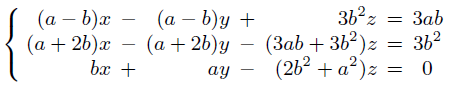 (a − b)x − (a − b)y + 3b²z = 3ab
(a + 2b)x − (a + 2b)y − (3ab + 3b²)z = 3b²
bx + ay − (2b² + a²)z = 0